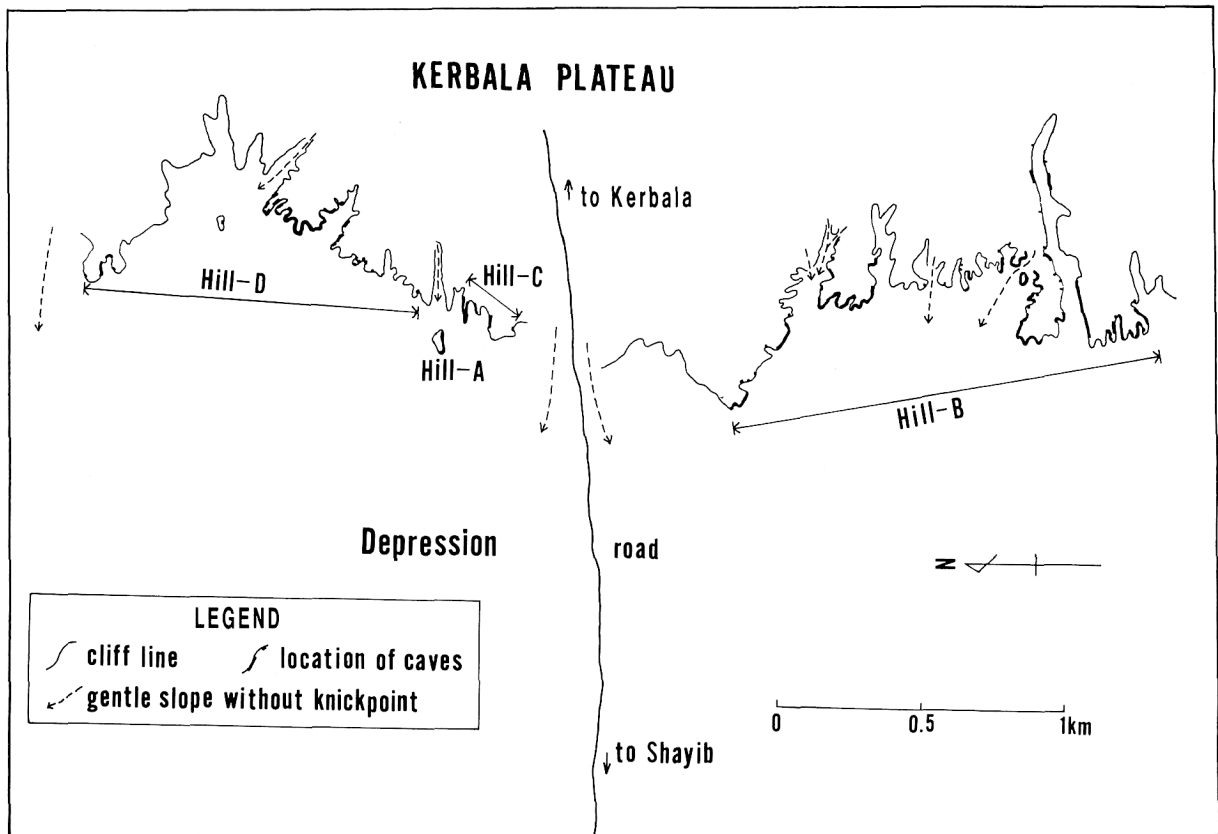 KERBALA PLATEAU
to Kerbala
Hill-D
Hill-C
Hill-A
Hill-B
Depression
road
N
LEGEND
cliff line
location of caves
gentle slope without knickpoint
0 0.5 1km
to Shayib